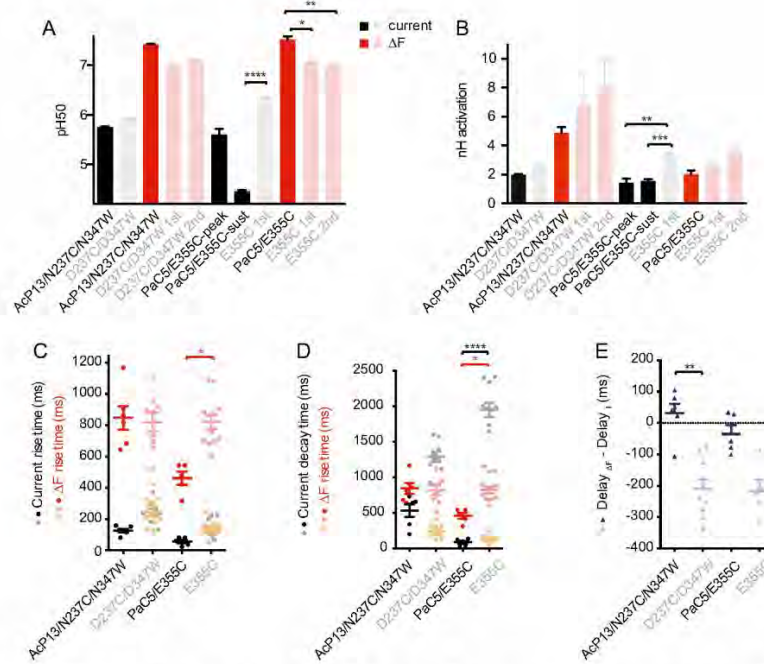 A
B
**
*
****
current
ΔF
pH50
7
6
5
AcP13/N237C/N347W
D237C/D347W
AcP13/N237C/N347W
D237C/D347W 1st
D237C/D347W 2nd
PaC5/E355C-peak
PaC5/E355C-sust
E355C 1st
PaC5/E355C
E355C 1st
E355C 2nd
nH activation
10
8
6
4
2
0
**
***
AcP13/N237C/N347W
D237C/D347W
AcP13/N237C/N347W
D237C/D347W 1st
D237C/D347W 2nd
PaC5/E355C-peak
PaC5/E355C-sust
E355C 1st
PaC5/E355C
E355C 1st
E355C 2nd
C
Current rise time (ms)
ΔF rise time (ms)
1200
1000
800
600
400
200
0
*
AcP13/N237C/N347W
D237C/D347W
PaC5/E355C
E355C
D
Current decay time (ms)
ΔF rise time (ms)
2500
2000
1500
1000
500
0
****
*
AcP13/N237C/N347W
D237C/D347W
PaC5/E355C
E355C
E
Delay ΔF − Delay I (ms)
200
100
0
-100
-200
-300
-400
**
AcP13/N237C/N347W
D237C/D347W
PaC5/E355C